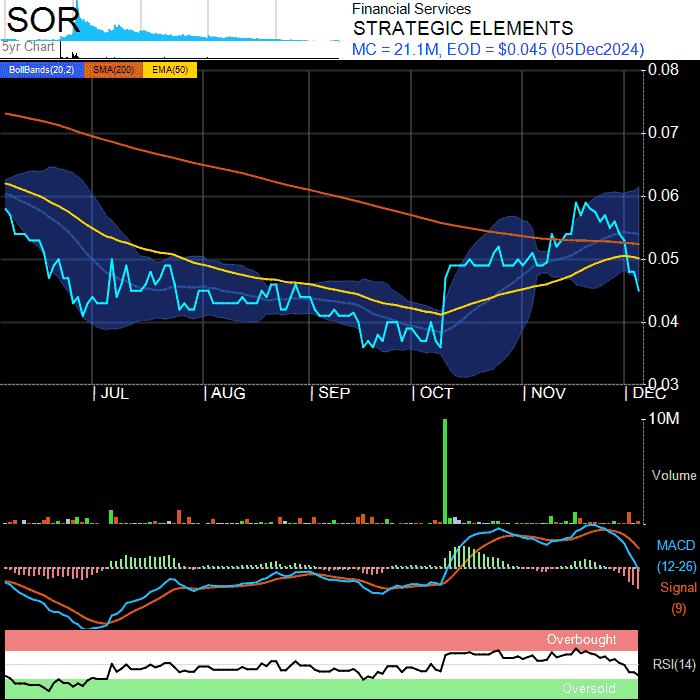 SOR
5yr Chart
Financial Services
STRATEGIC ELEMENTS
MC = 21.1M, EOD = $0.045 (05Dec2024)
BollBands(20,2) SMA(200) EMA(50)
0.08
0.07
0.06
0.05
0.04
0.03
JUL AUG SEP OCT NOV DEC
10M
Volume
MACD
(12-26)
Signal
(9)
Overbought
RSI(14)
Oversold